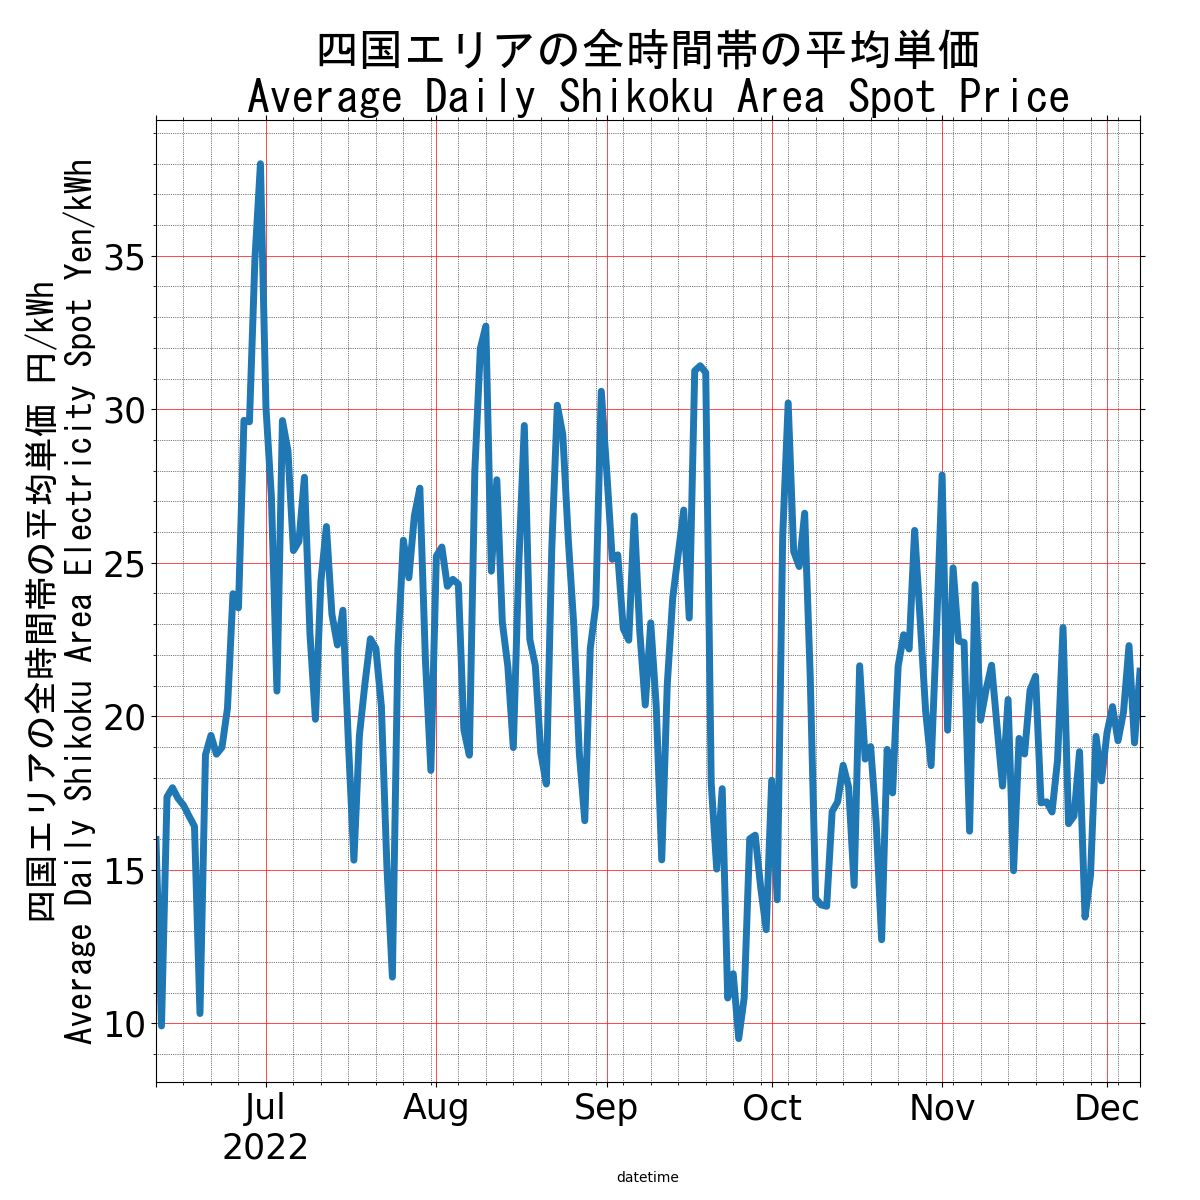 四国エリアの全時間帯の平均単価
Average Daily Shikoku Area Spot Price
四国エリアの全時間帯の平均単価 円/kWh
Average Daily Shikoku Area Electricity Spot Yen/kWh
35
30
25
20
15
10
Jul
2022
Aug
Sep
Oct
Nov
Dec
datetime